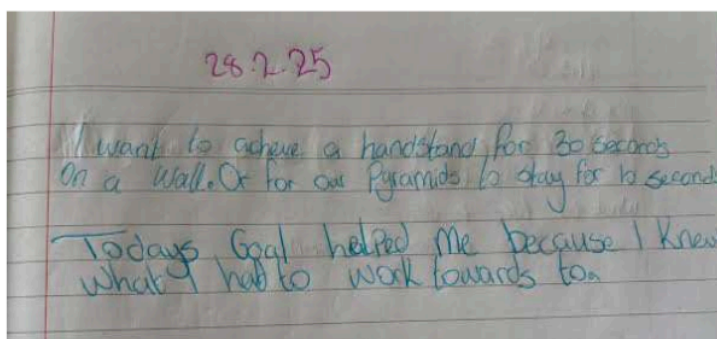 28.2.25
I want to acheve a handstand for 30 seconds
On a Wall. Or for our Pyramids to stay for 10 seconds
Todays Goal helped Me because I Knew
what I had to work towards to.